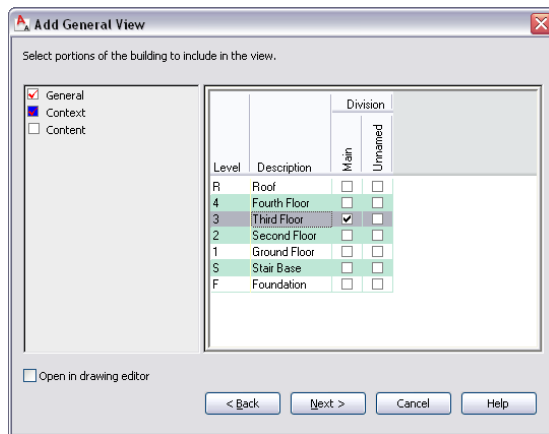 Add General View
Select portions of the building to include in the view.
General
Context
Content
Division
Level Description Main Unnamed
R Roof
4 Fourth Floor
3 Third Floor
2 Second Floor
1 Ground Floor
S Stair Base
F Foundation
Open in drawing editor
< Back Next > Cancel Help